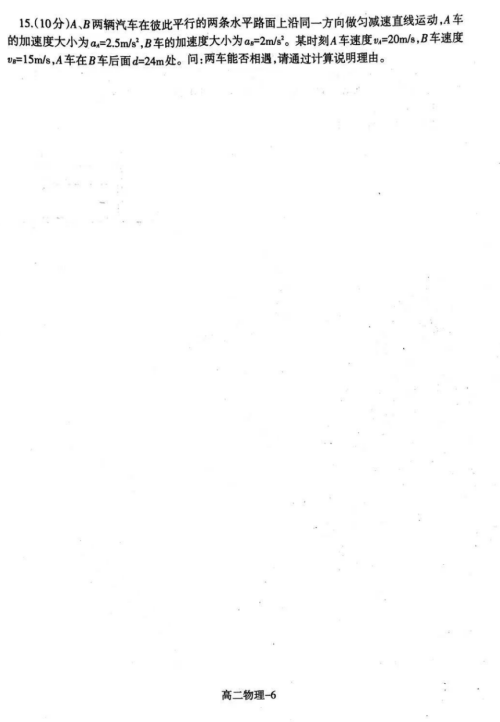 15.(10分)A、B两辆汽车在彼此平行的两条水平路面上沿同一方向做匀减速直线运动,A车
的加速度大小为aA=2.5m/s²,B车的加速度大小为aB=2m/s²。某时刻A车速度vA=20m/s,B车速度
vB=15m/s,A车在B车后面d=24m处。问:两车能否相遇,请通过计算说明理由。
高二物理-6